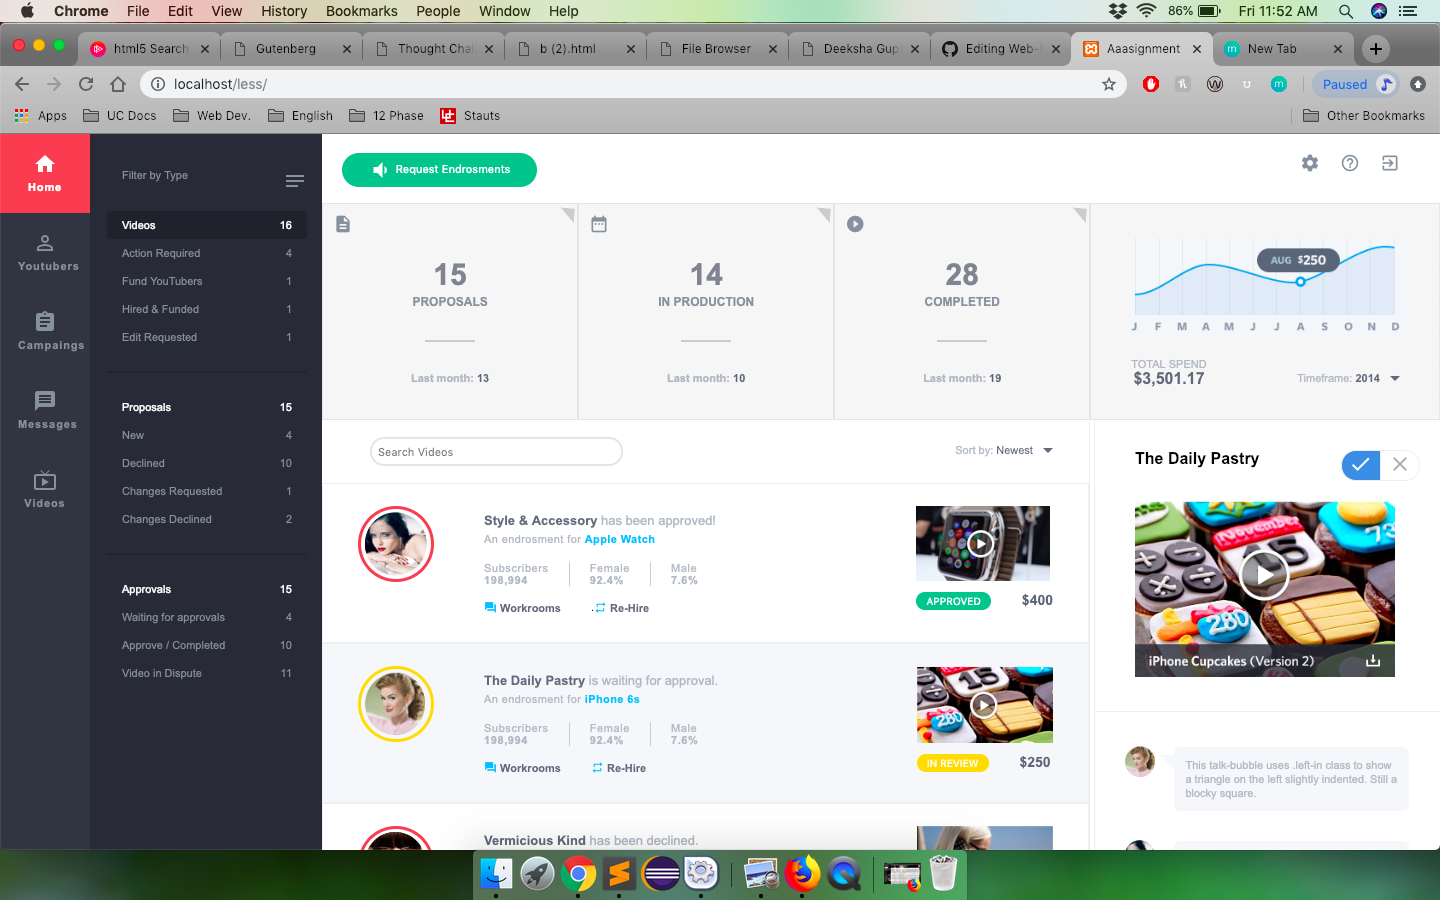 Chrome File Edit View History Bookmarks People Window Help 86% Fri 11:52 AM
html5 Search Gutenberg Thought Cha b (2).html File Browser Deeksha Gup Editing Web- Aaasignment New Tab
localhost/less/ Paused
Apps UC Docs Web Dev. English 12 Phase Stauts Other Bookmarks
Home
Youtubers
Campaings
Messages
Videos
Filter by Type
Videos 16
Action Required 4
Fund YouTubers 1
Hired & Funded 1
Edit Requested 1
Proposals 15
New 4
Declined 10
Changes Requested 1
Changes Declined 2
Approvals 15
Waiting for approvals 4
Approve / Completed 10
Video in Dispute 11
Request Endrosments
15
PROPOSALS
Last month: 13
14
IN PRODUCTION
Last month: 10
28
COMPLETED
Last month: 19
AUG $250
J F M A M J J A S O N D
TOTAL SPEND
$3,501.17
Timeframe: 2014
Search Videos
Sort by: Newest
Style & Accessory has been approved!
An endrosment for Apple Watch
Subscribers Female Male
198,994 92.4% 7.6%
Workrooms Re-Hire
APPROVED $400
The Daily Pastry is waiting for approval.
An endrosment for iPhone 6s
Subscribers Female Male
198,994 92.4% 7.6%
Workrooms Re-Hire
15
280
IN REVIEW $250
Vermicious Kind has been declined.
The Daily Pastry
November
15
73
280
iPhone Cupcakes (Version 2)
This talk-bubble uses .left-in class to show
a triangle on the left slightly indented. Still a
blocky square.